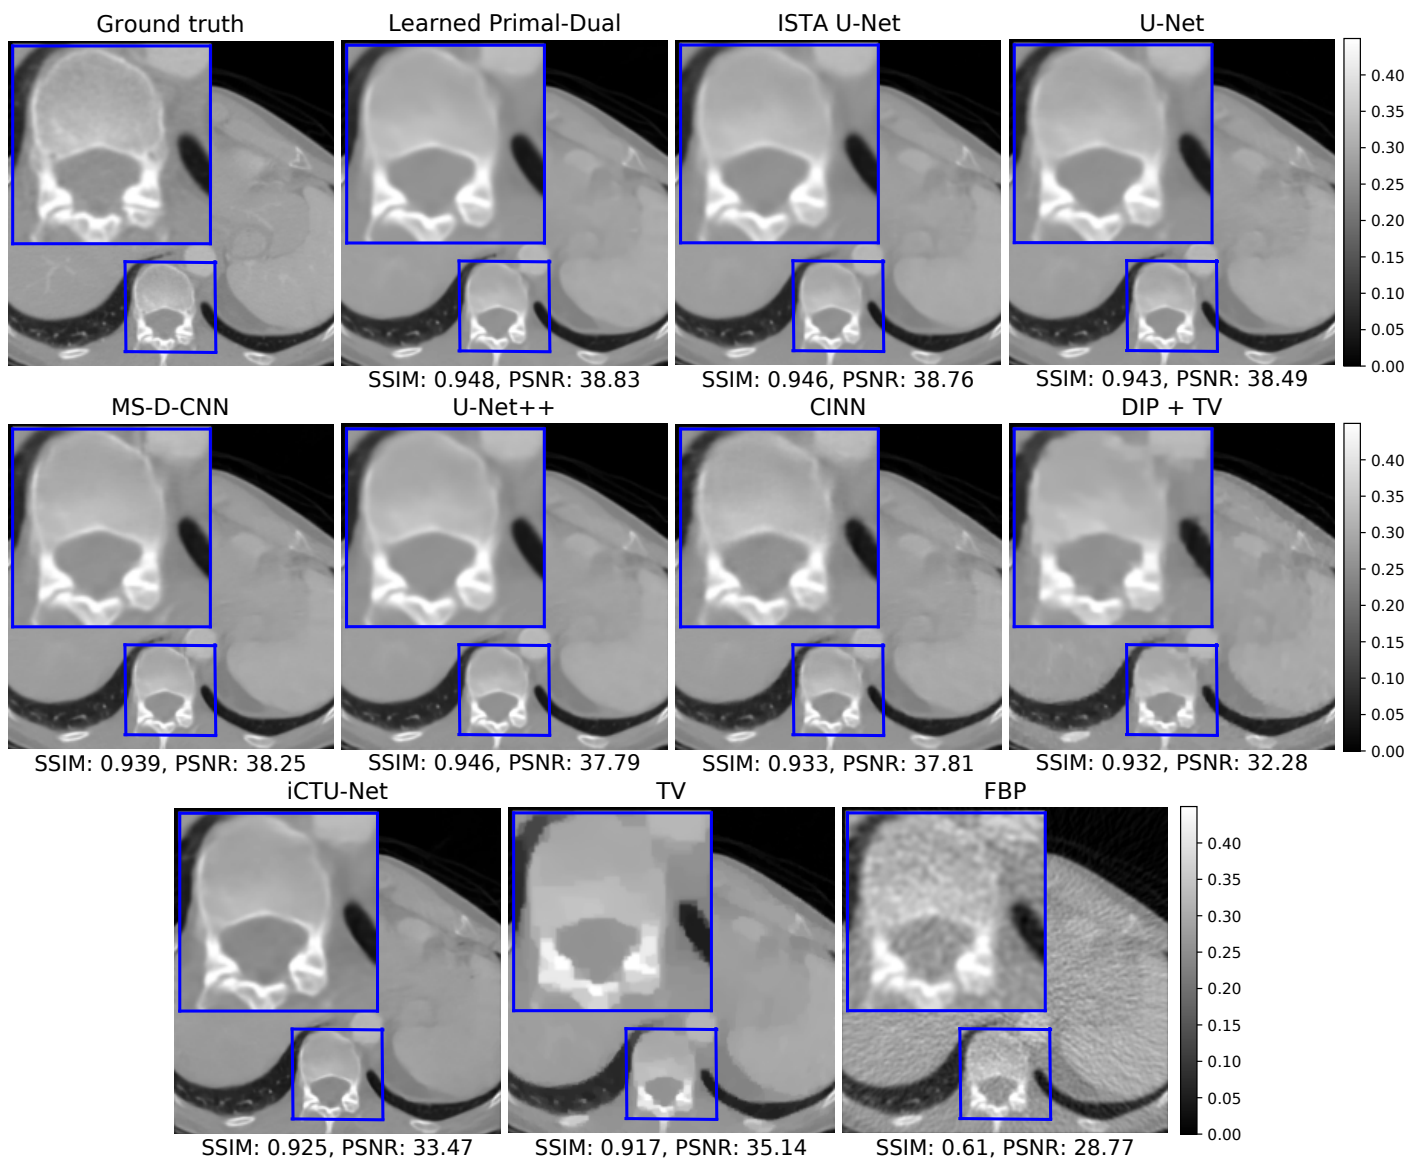 Ground truth
Learned Primal-Dual
ISTA U-Net
U-Net
0.40
0.35
0.30
0.25
0.20
0.15
0.10
0.05
0.00
SSIM: 0.948, PSNR: 38.83
SSIM: 0.946, PSNR: 38.76
SSIM: 0.943, PSNR: 38.49
MS-D-CNN
U-Net++
CINN
DIP + TV
0.40
0.35
0.30
0.25
0.20
0.15
0.10
0.05
0.00
SSIM: 0.939, PSNR: 38.25
SSIM: 0.946, PSNR: 37.79
SSIM: 0.933, PSNR: 37.81
SSIM: 0.932, PSNR: 32.28
iCTU-Net
TV
FBP
0.40
0.35
0.30
0.25
0.20
0.15
0.10
0.05
0.00
SSIM: 0.925, PSNR: 33.47
SSIM: 0.917, PSNR: 35.14
SSIM: 0.61, PSNR: 28.77